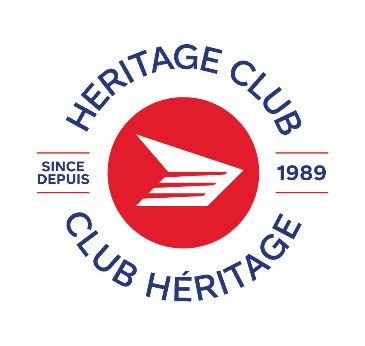 HERITAGE CLUB
SINCE
DEPUIS
1989
CLUB HÉRITAGE